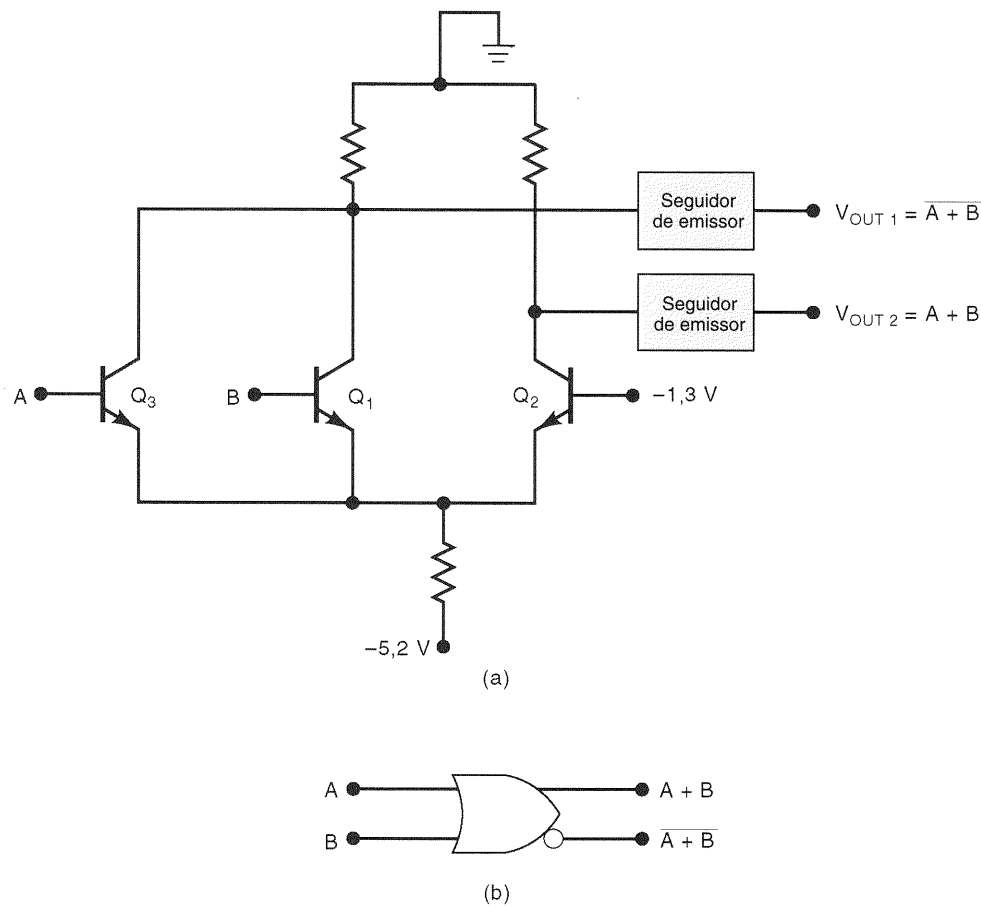 Seguidor
de emissor
V_OUT 1 = A̅ ̅+̅ ̅B̅
Seguidor
de emissor
V_OUT 2 = A + B
A
Q₃
B
Q₁
Q₂
–1,3 V
–5,2 V
(a)
A
A + B
B
A̅ ̅+̅ ̅B̅
(b)